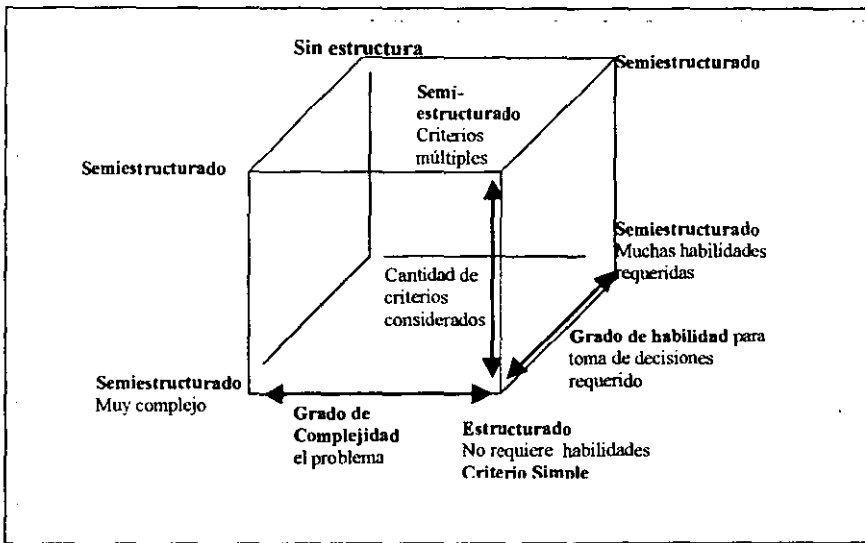 Sin estructura
Semiestructurado
Semi-
estructurado
Criterios
múltiples
Semiestructurado
Semiestructurado
Muchas habilidades
requeridas
Cantidad de
criterios
considerados
Grado de habilidad para
toma de decisiones
requerido
Semiestructurado
Muy complejo
Grado de
Complejidad
el problema
Estructurado
No requiere habilidades
Criterio Simple